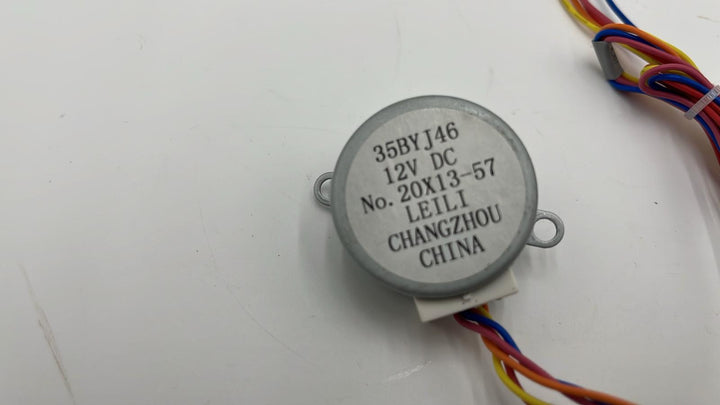 35BYJ46
12V DC
No. 20X13-57
LEILI
CHANGZHOU
CHINA